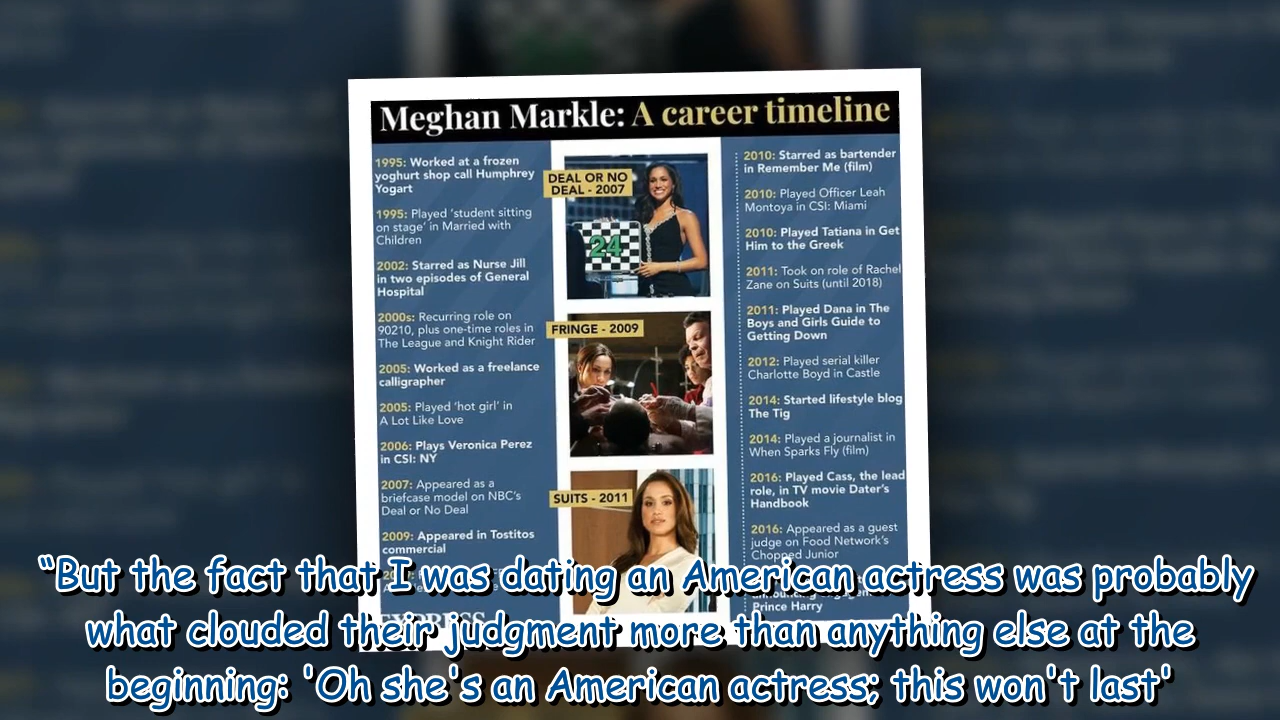 Meghan Markle: A career timeline
1995: Worked at a frozen
yoghurt shop call Humphrey
Yogart
1995: Played ‘student sitting
on stage’ in Married with
Children
2002: Starred as Nurse Jill
in two episodes of General
Hospital
2000s: Recurring role on
90210, plus one-time roles in
The League and Knight Rider
2005: Worked as a freelance
calligrapher
2005: Played ‘hot girl’ in
A Lot Like Love
2006: Plays Veronica Perez
in CSI: NY
2007: Appeared as a
briefcase model on NBC’s
Deal or No Deal
2009: Appeared in Tostitos
commercial
DEAL OR NO
DEAL - 2007
24
FRINGE - 2009
SUITS - 2011
2010: Starred as bartender
in Remember Me (film)
2010: Played Officer Leah
Montoya in CSI: Miami
2010: Played Tatiana in Get
Him to the Greek
2011: Took on role of Rachel
Zane on Suits (until 2018)
2011: Played Dana in The
Boys and Girls Guide to
Getting Down
2012: Played serial killer
Charlotte Boyd in Castle
2014: Started lifestyle blog
The Tig
2014: Played a journalist in
When Sparks Fly (film)
2016: Played Cass, the lead
role, in TV movie Dater’s
Handbook
2016: Appeared as a guest
judge on Food Network’s
Chopped Junior
Prince Harry
EXPRESS
“But the fact that I was dating an American actress was probably
what clouded their judgment more than anything else at the
beginning: 'Oh she's an American actress; this won't last'